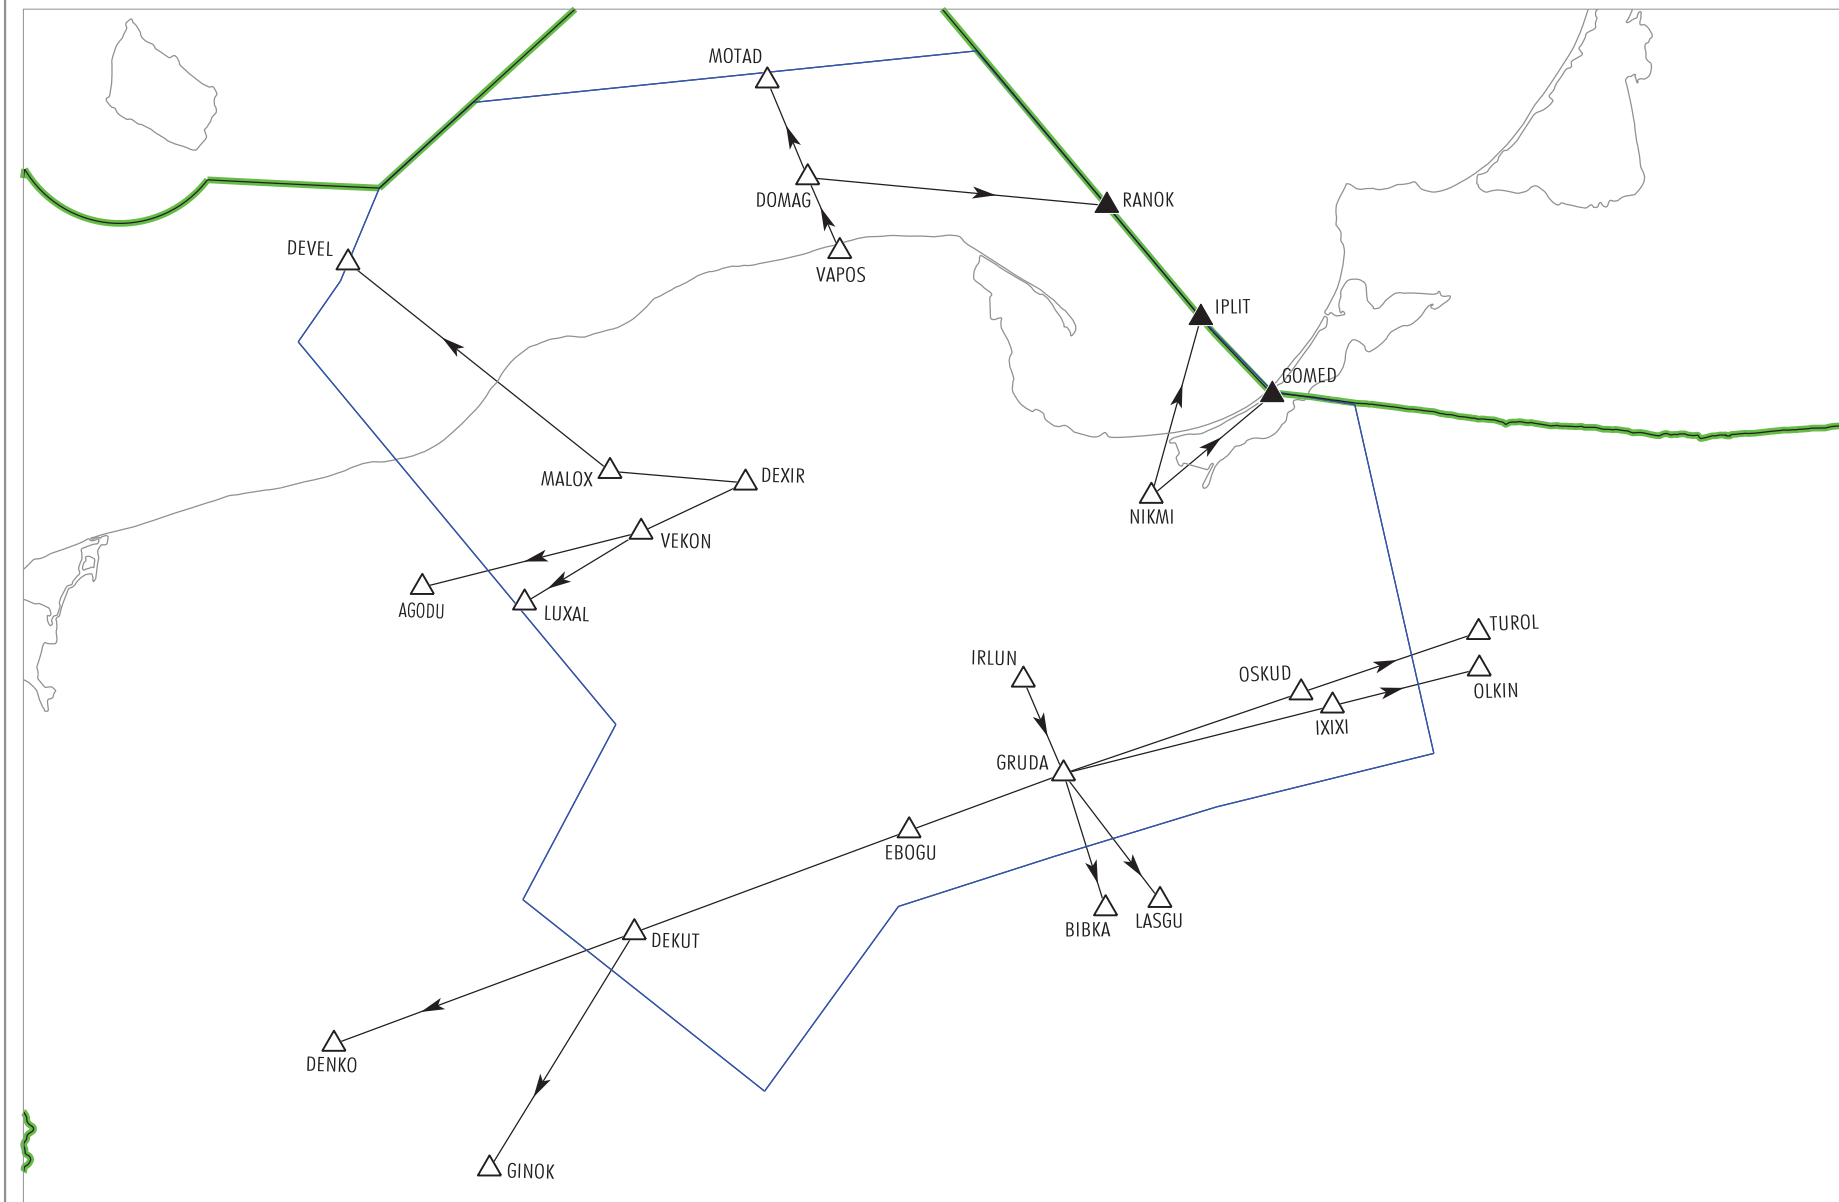 MOTAD
DOMAG
RANOK
DEVEL
VAPOS
IPLIT
GOMED
MALOX
DEXIR
NIKMI
VEKON
AGODU
LUXAL
TUROL
IRLUN
OSKUD
OLKIN
IXIXI
GRUDA
EBOGU
LASGU
BIBKA
DEKUT
DENKO
GINOK